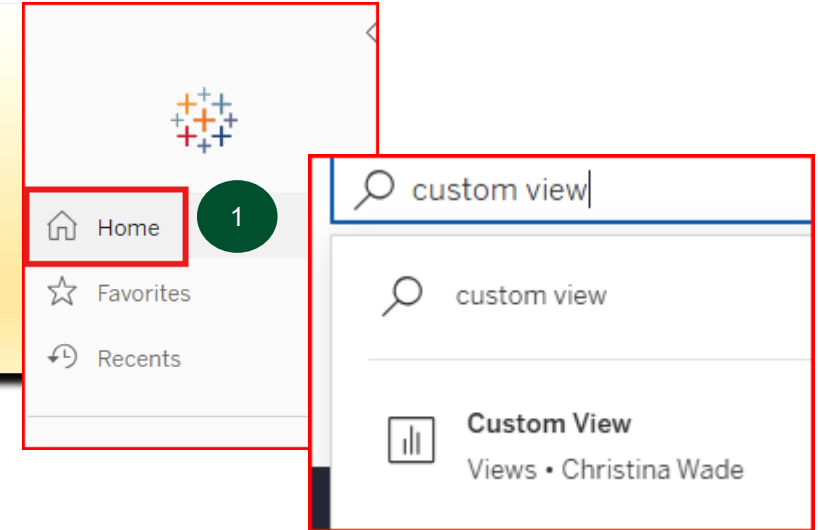 Home
1
Favorites
Recents
custom view
custom view
Custom View
Views • Christina Wade